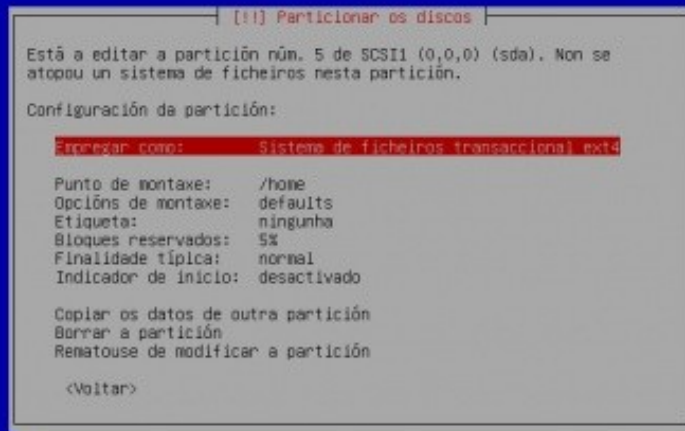 [!!] Particionar os discos
Está a editar a partición núm. 5 de SCSI1 (0,0,0) (sda). Non se
atopou un sistema de ficheiros nesta partición.
Configuración da partición:
Empregar como: Sistema de ficheiros transaccional ext4
Punto de montaxe: /home
Opcións de montaxe: defaults
Etiqueta: ningunha
Bloques reservados: 5%
Finalidade típica: normal
Indicador de inicio: desactivado
Copiar os datos de outra partición
Borrar a partición
Rematouse de modificar a partición
<Voltar>